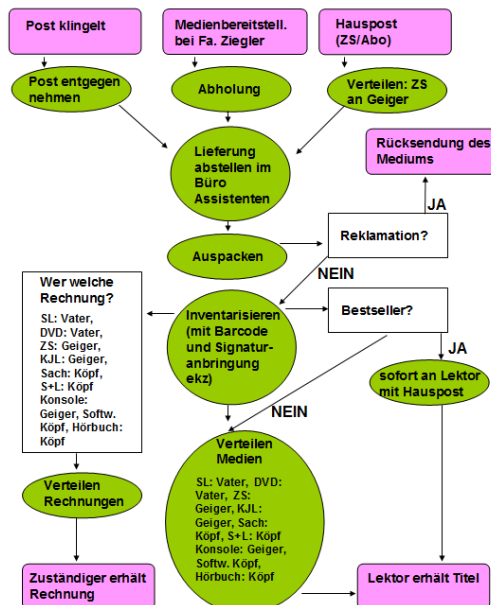 Post klingelt
Medienbereitstell.
bei Fa. Ziegler
Hauspost
(ZS/Abo)
Post entgegen
nehmen
Abholung
Verteilen: ZS
an Geiger
Lieferung
abstellen im
Büro
Assistenten
Rücksendung des
Mediums
JA
Auspacken
Reklamation?
NEIN
Wer welche
Rechnung?
SL: Vater,
DVD: Vater,
ZS: Geiger,
KJL: Geiger,
Sach: Köpf,
S+L: Köpf
Konsole:
Geiger, Softw.
Köpf, Hörbuch:
Köpf
Inventarisieren
(mit Barcode
und Signatur-
anbringung
ekz)
Bestseller?
JA
sofort an Lektor
mit Hauspost
NEIN
Verteilen
Medien
SL: Vater, DVD:
Vater, ZS:
Geiger, KJL:
Geiger, Sach:
Köpf, S+L: Köpf
Konsole: Geiger,
Softw. Köpf,
Hörbuch: Köpf
Verteilen
Rechnungen
Zuständiger erhält
Rechnung
Lektor erhält Titel